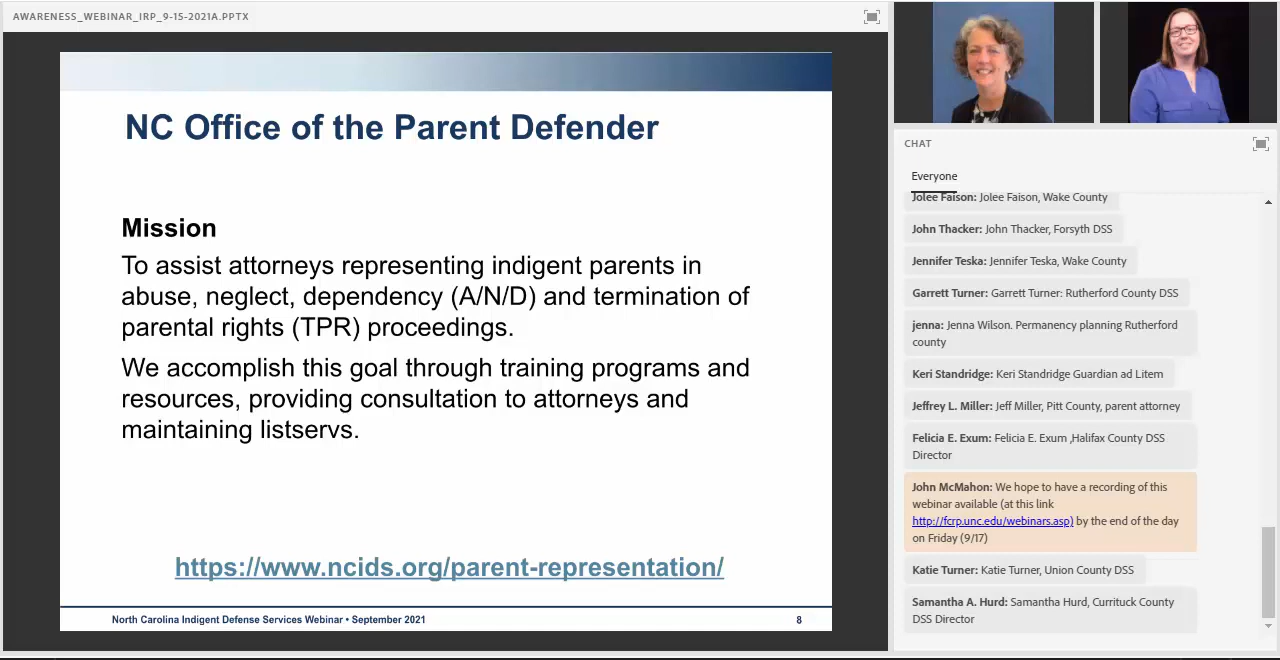 AWARENESS_WEBINAR_IRP_9-15-2021A.PPTX
NC Office of the Parent Defender
Mission
To assist attorneys representing indigent parents in
abuse, neglect, dependency (A/N/D) and termination of
parental rights (TPR) proceedings.
We accomplish this goal through training programs and
resources, providing consultation to attorneys and
maintaining listservs.
https://www.ncids.org/parent-representation/
North Carolina Indigent Defense Services Webinar • September 2021
8
CHAT
Everyone
Jolee Faison: Jolee Faison, Wake County
John Thacker: John Thacker, Forsyth DSS
Jennifer Teska: Jennifer Teska, Wake County
Garrett Turner: Garrett Turner: Rutherford County DSS
jenna: Jenna Wilson. Permanency planning Rutherford
county
Keri Standridge: Keri Standridge Guardian ad Litem
Jeffrey L. Miller: Jeff Miller, Pitt County, parent attorney
Felicia E. Exum: Felicia E. Exum ,Halifax County DSS
Director
John McMahon: We hope to have a recording of this
webinar available (at this link
http://fcrp.unc.edu/webinars.asp) by the end of the day
on Friday (9/17)
Katie Turner: Katie Turner, Union County DSS
Samantha A. Hurd: Samantha Hurd, Currituck County
DSS Director